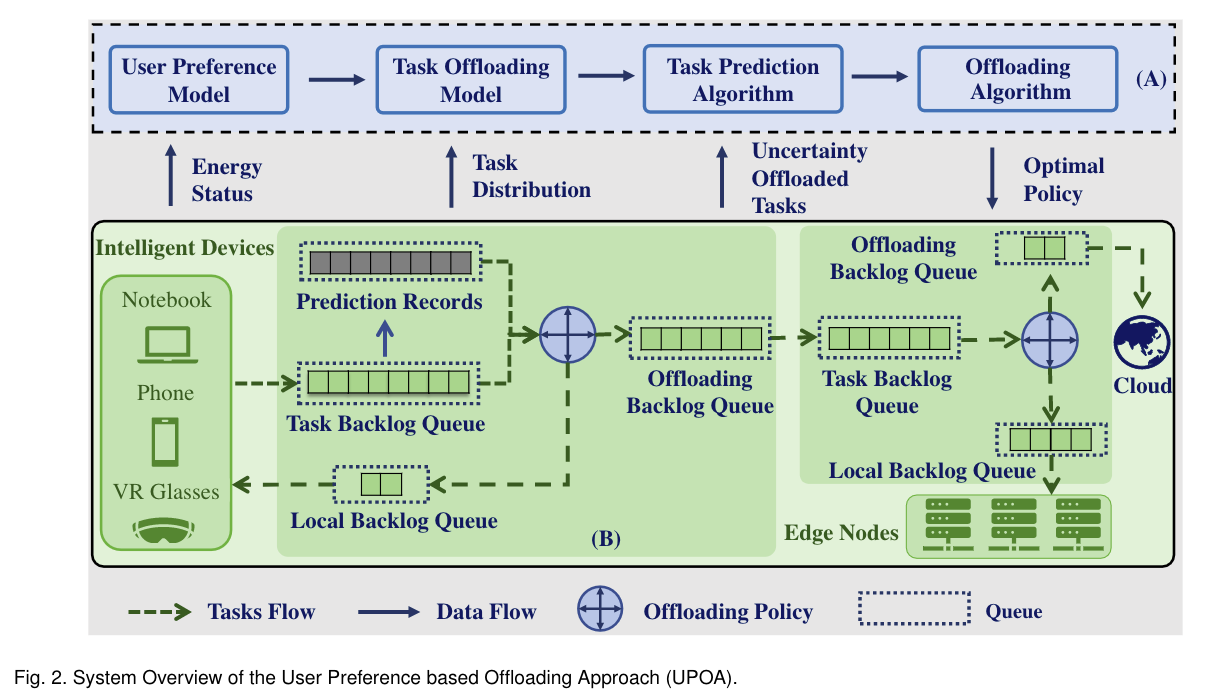 User Preference
Model
Task Offloading
Model
Task Prediction
Algorithm
Offloading
Algorithm
(A)
Energy
Status
Task
Distribution
Uncertainty
Offloaded
Tasks
Optimal
Policy
Intelligent Devices
Notebook
Phone
VR Glasses
Prediction Records
Task Backlog Queue
Local Backlog Queue
Offloading
Backlog Queue
(B)
Task Backlog
Queue
Offloading
Backlog Queue
Local Backlog Queue
Cloud
Edge Nodes
Tasks Flow
Data Flow
Offloading Policy
Queue
Fig. 2. System Overview of the User Preference based Offloading Approach (UPOA).